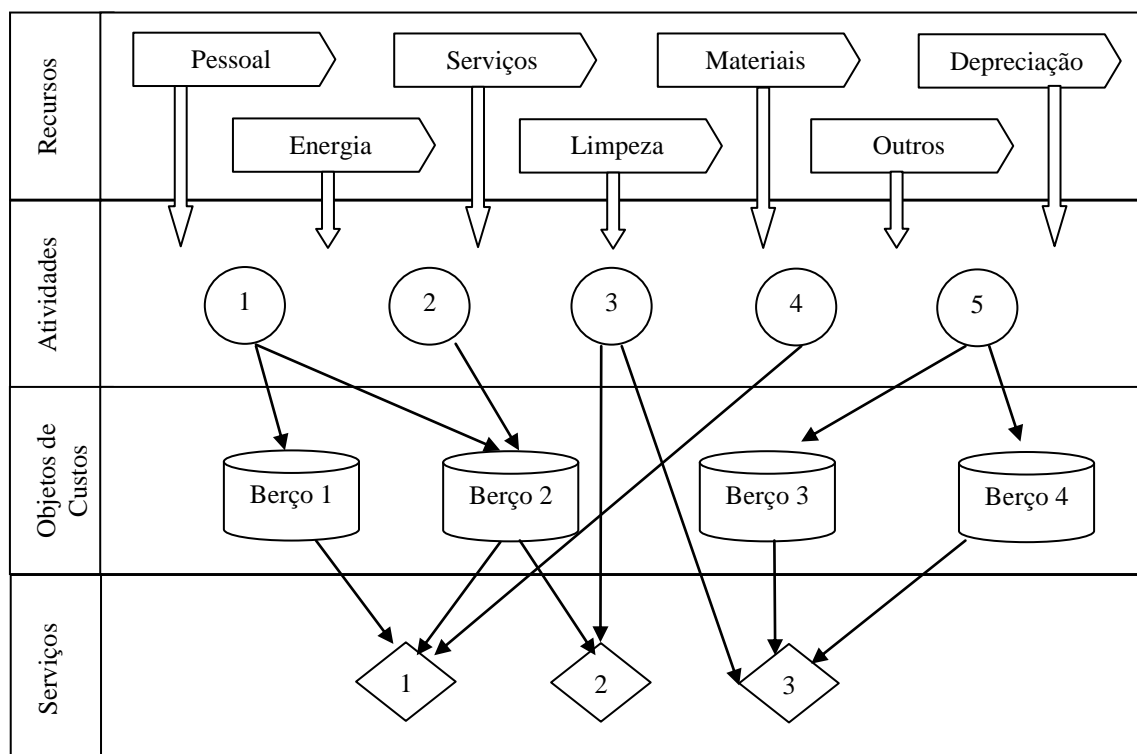 Recursos
Pessoal
Serviços
Materiais
Depreciação
Energia
Limpeza
Outros
Atividades
1
2
3
4
5
Objetos de
Custos
Berço 1
Berço 2
Berço 3
Berço 4
Serviços
1
2
3